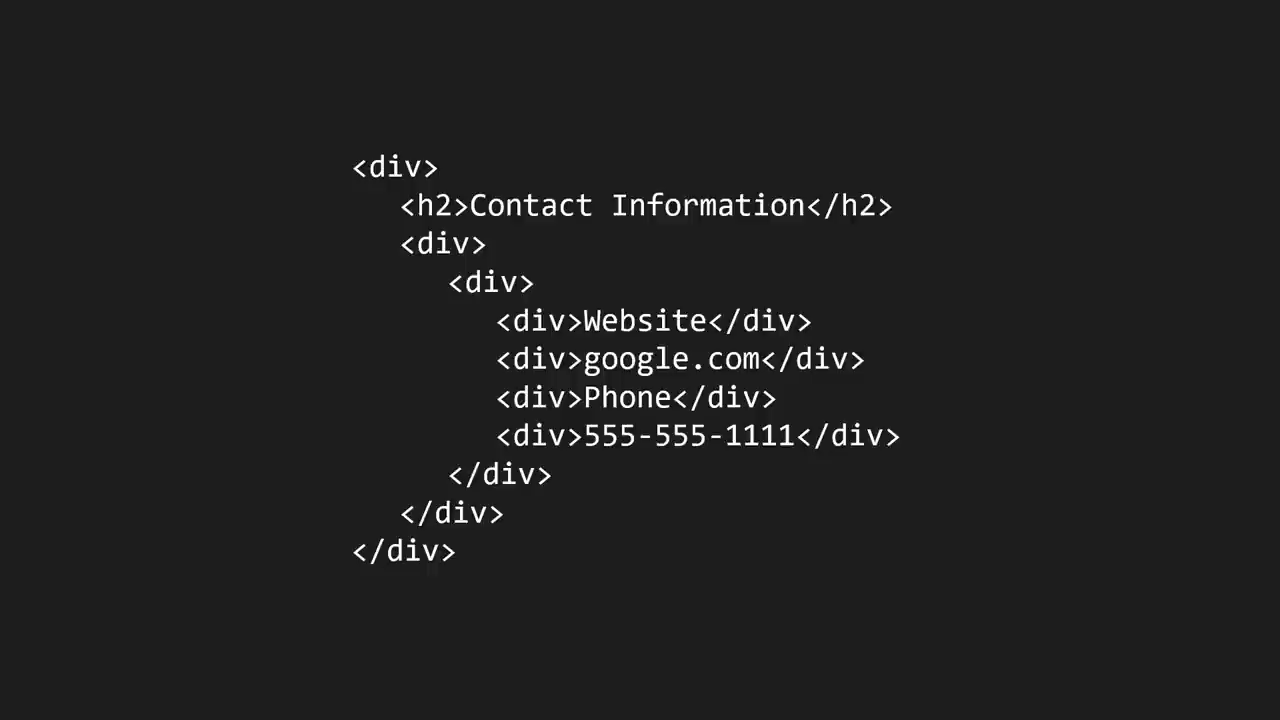 <div>
<h2>Contact Information</h2>
<div>
<div>
<div>Website</div>
<div>google.com</div>
<div>Phone</div>
<div>555-555-1111</div>
</div>
</div>
</div>